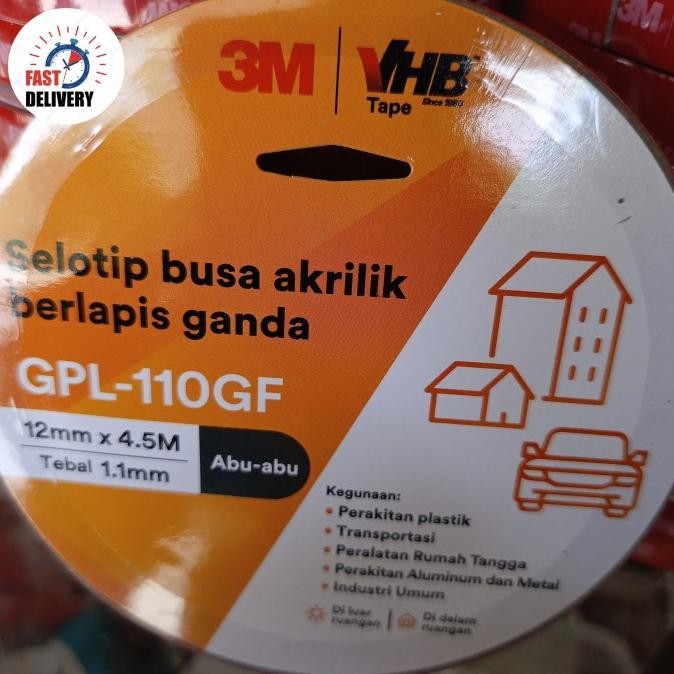 FAST
DELIVERY
3M
VHB
Tape Since 1980
3M
Selotip busa akrilik
berlapis ganda
GPL-110GF
12mm x 4.5M
Tebal 1.1mm
Abu-abu
Kegunaan:
• Perakitan plastik
• Transportasi
• Peralatan Rumah Tangga
• Perakitan Aluminum dan Metal
• Industri Umum
Di luar
ruangan
Di dalam
ruangan